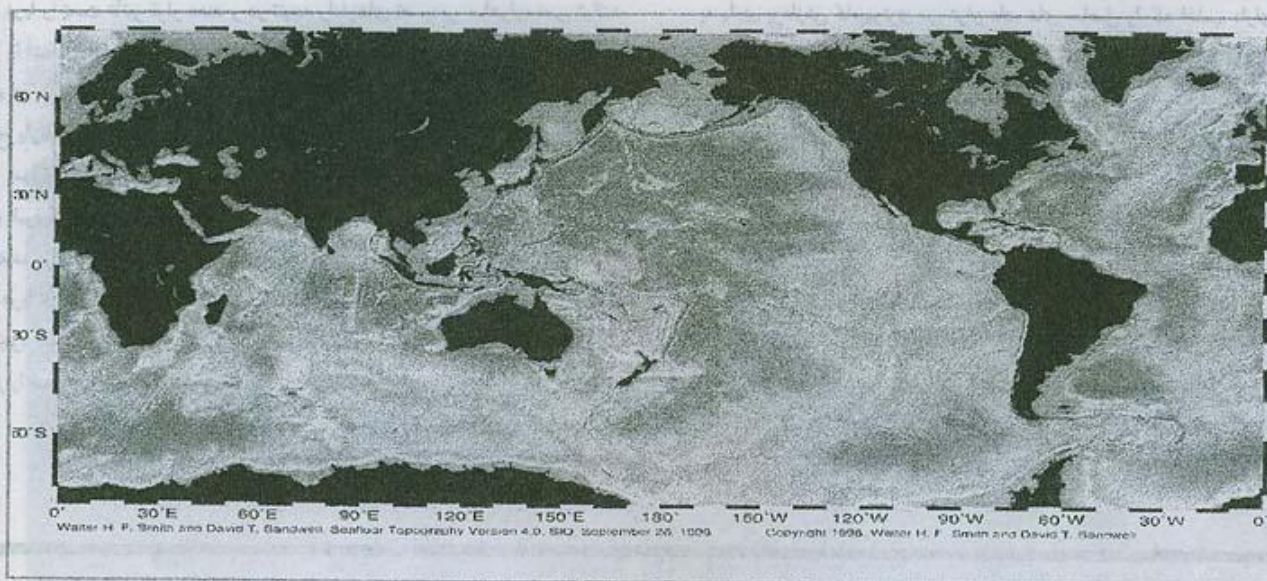 60°N
30°N
0°
30°S
60°S
0° 30°E 60°E 90°E 120°E 150°E 180° 150°W 120°W 90°W 60°W 30°W 0°
Walter H. F. Smith and David T. Sandwell, Seafloor Topography Version 4.0, SIO, September 26, 1996 Copyright 1996, Walter H. F. Smith and David T. Sandwell